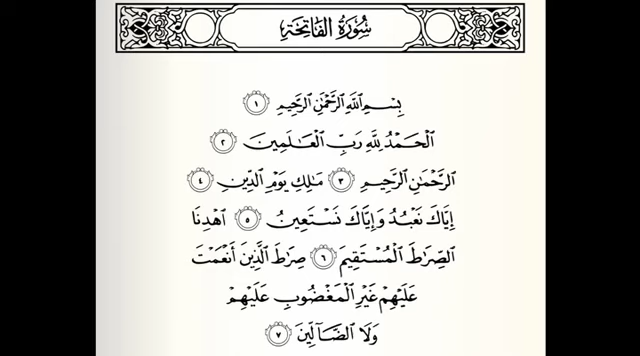 سُورَةُ الفَاتِحَةِ
بِسْمِ ٱللَّهِ ٱلرَّحْمَٰنِ ٱلرَّحِيمِ ١
ٱلْحَمْدُ لِلَّهِ رَبِّ ٱلْعَٰلَمِينَ ٢
ٱلرَّحْمَٰنِ ٱلرَّحِيمِ ٣ مَٰلِكِ يَوْمِ ٱلدِّينِ ٤
إِيَّاكَ نَعْبُدُ وَإِيَّاكَ نَسْتَعِينُ ٥ ٱهْدِنَا
ٱلصِّرَٰطَ ٱلْمُسْتَقِيمَ ٦ صِرَٰطَ ٱلَّذِينَ أَنْعَمْتَ
عَلَيْهِمْ غَيْرِ ٱلْمَغْضُوبِ عَلَيْهِمْ
وَلَا ٱلضَّآلِّينَ ٧